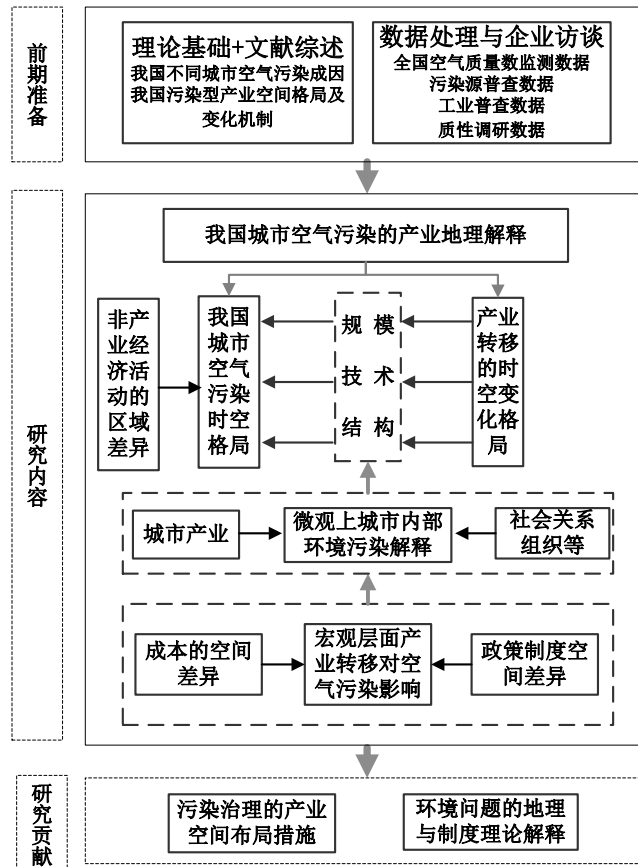 前期准备
理论基础+文献综述
我国不同城市空气污染成因
我国污染型产业空间格局及
变化机制
数据处理与企业访谈
全国空气质量数监测数据
污染源普查数据
工业普查数据
质性调研数据
研究内容
我国城市空气污染的产业地理解释
非产业经济活动的区域差异
我国城市空气污染时空格局
规 模
技 术
结 构
产业转移的时空变化格局
城市产业
微观上城市内部
环境污染解释
社会关系
组织等
成本的空间
差异
宏观层面产
业转移对空
气污染影响
政策制度空
间差异
研究贡献
污染治理的产业
空间布局措施
环境问题的地理
与制度理论解释